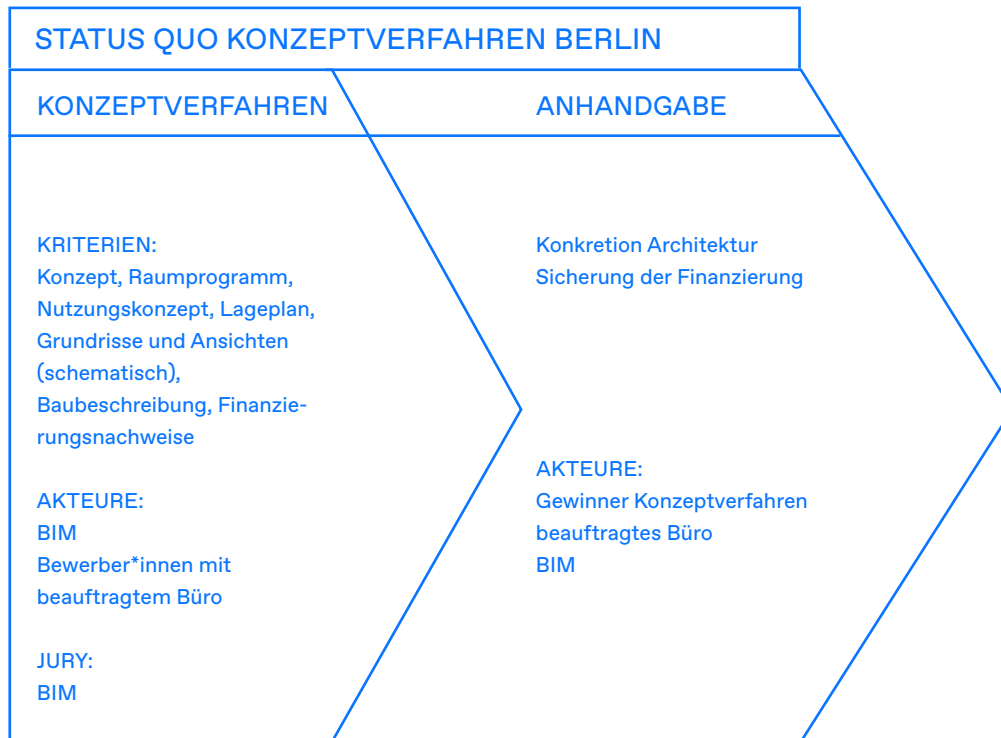 STATUS QUO KONZEPTVERFAHREN BERLIN
KONZEPTVERFAHREN
KRITERIEN:
Konzept, Raumprogramm,
Nutzungskonzept, Lageplan,
Grundrisse und Ansichten
(schematisch),
Baubeschreibung, Finanzie-
rungsnachweise
AKTEURE:
BIM
Bewerber*innen mit
beauftragtem Büro
JURY:
BIM
ANHANDGABE
Konkretion Architektur
Sicherung der Finanzierung
AKTEURE:
Gewinner Konzeptverfahren
beauftragtes Büro
BIM